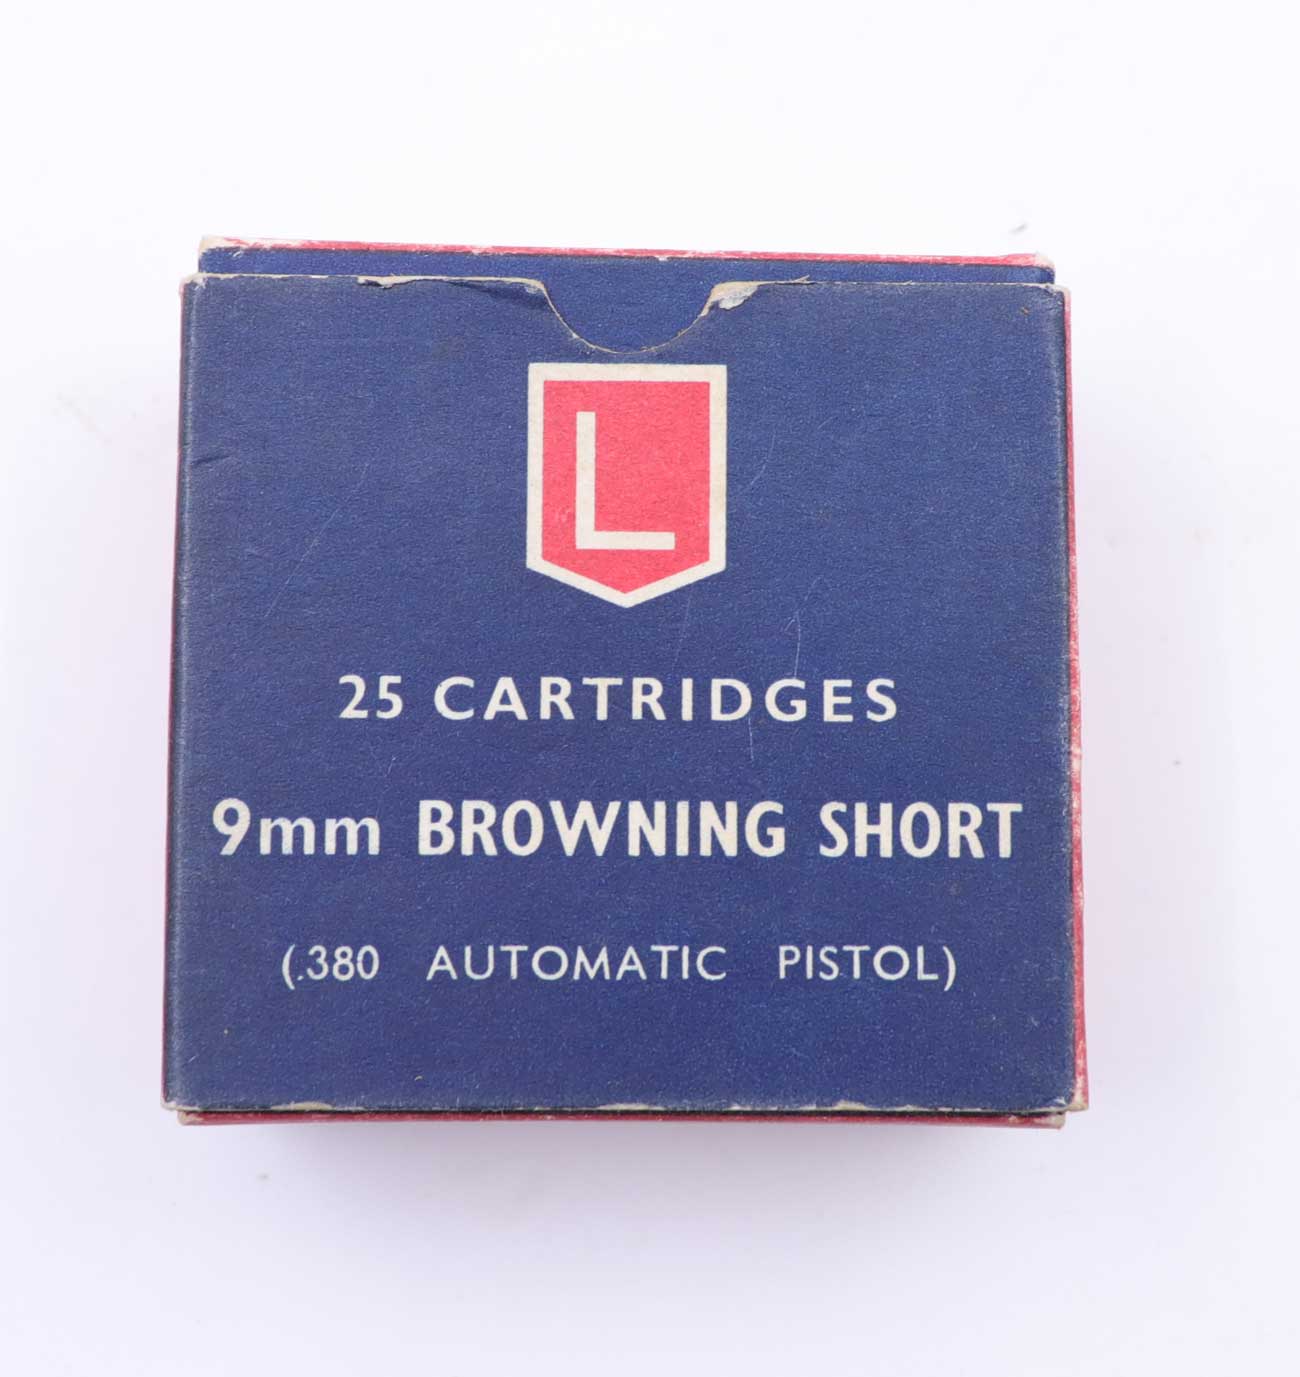 L
25 CARTRIDGES
9mm BROWNING SHORT
(.380 AUTOMATIC PISTOL)